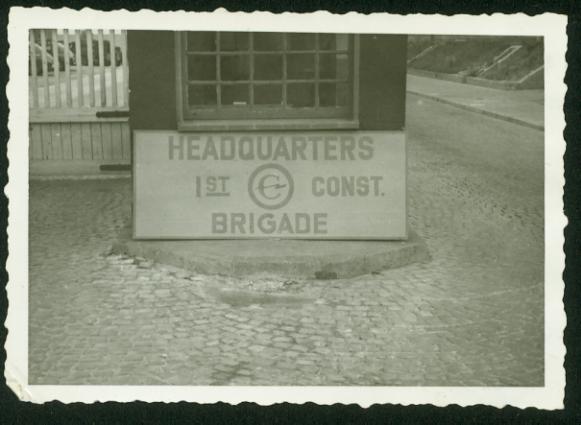 HEADQUARTERS
1ST C CONST.
BRIGADE